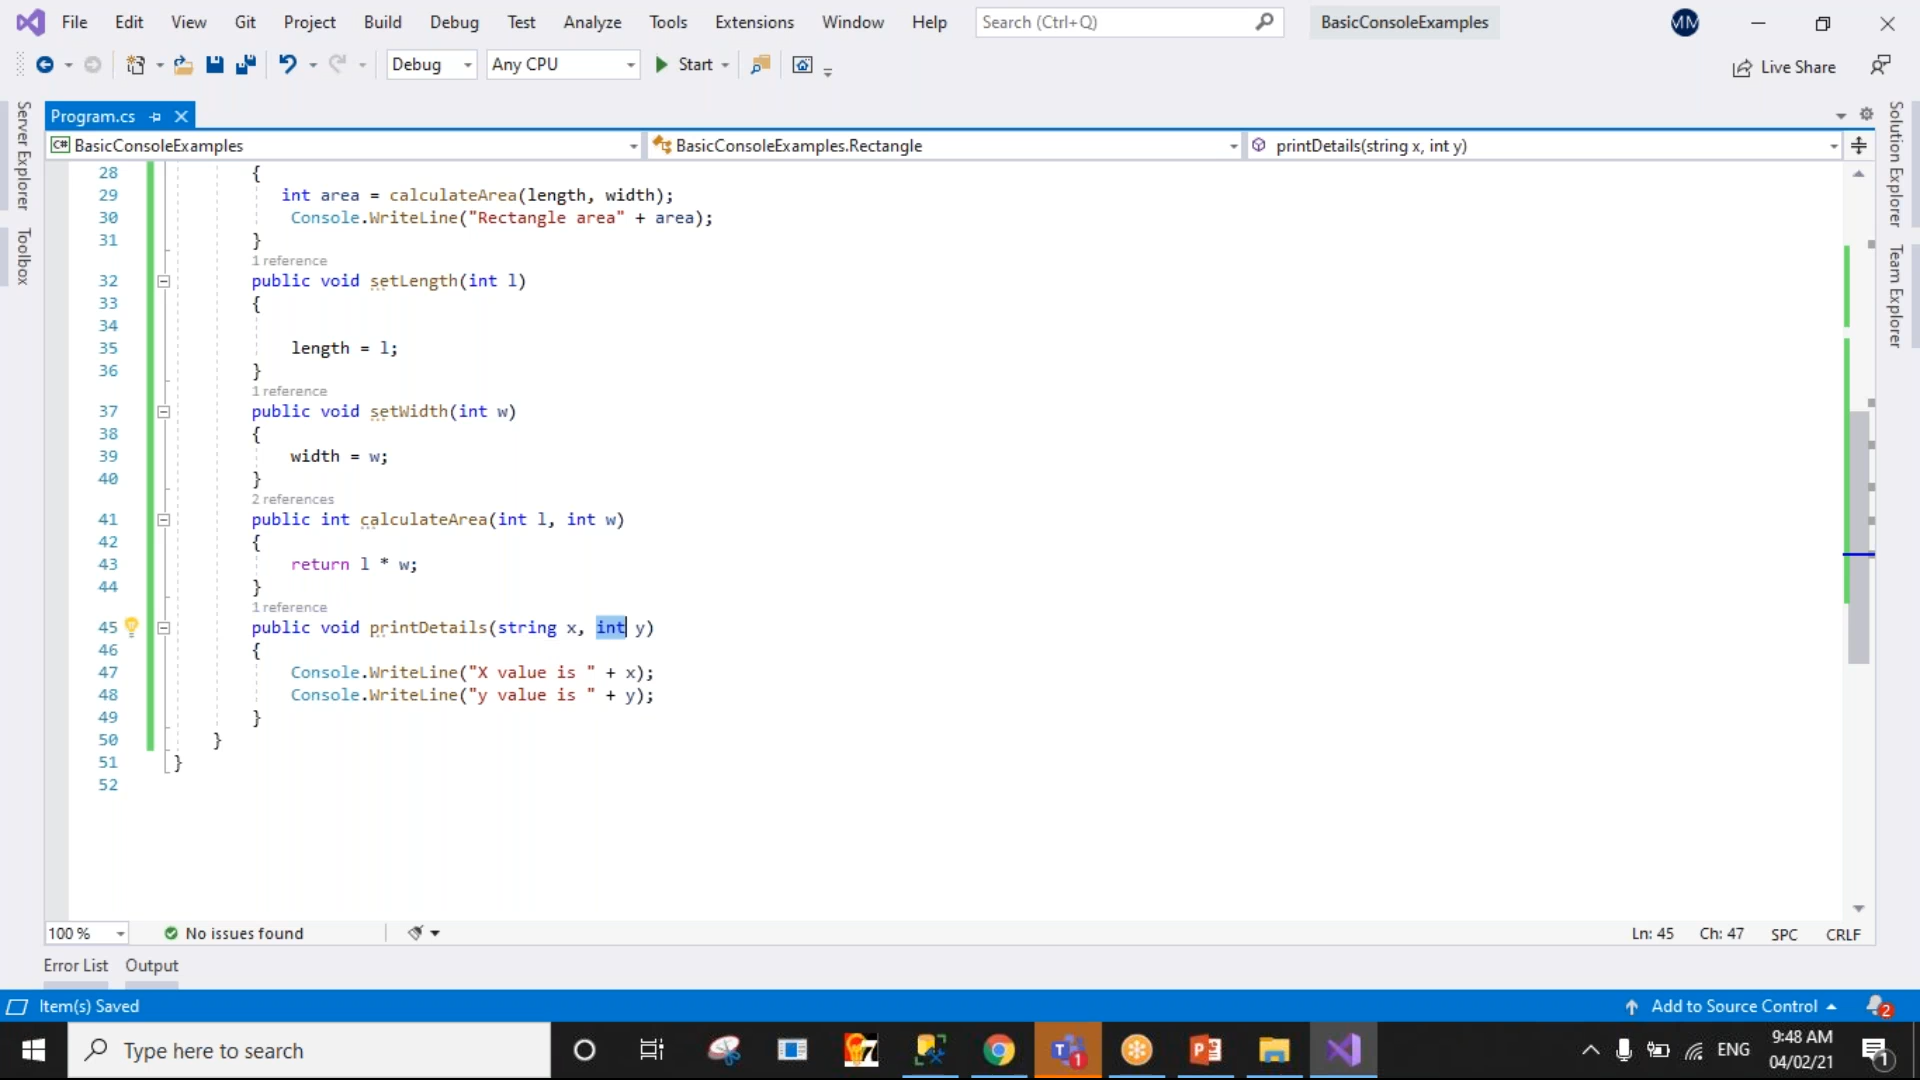 File Edit View Git Project Build Debug Test Analyze Tools Extensions Window Help Search (Ctrl+Q) BasicConsoleExamples MM
Debug Any CPU Start Live Share
Server Explorer
Toolbox
Solution Explorer
Team Explorer
Program.cs
C# BasicConsoleExamples BasicConsoleExamples.Rectangle printDetails(string x, int y)
28 {
29 int area = calculateArea(length, width);
30 Console.WriteLine("Rectangle area" + area);
31 }
1 reference
32 public void setLength(int l)
33 {
34
35 length = l;
36 }
1 reference
37 public void setWidth(int w)
38 {
39 width = w;
40 }
2 references
41 public int calculateArea(int l, int w)
42 {
43 return l * w;
44 }
1 reference
45 public void printDetails(string x, int y)
46 {
47 Console.WriteLine("X value is " + x);
48 Console.WriteLine("y value is " + y);
49 }
50 }
51 }
52
100 % No issues found Ln: 45 Ch: 47 SPC CRLF
Error List Output
Item(s) Saved Add to Source Control 2
Type here to search ENG 9:48 AM
04/02/21